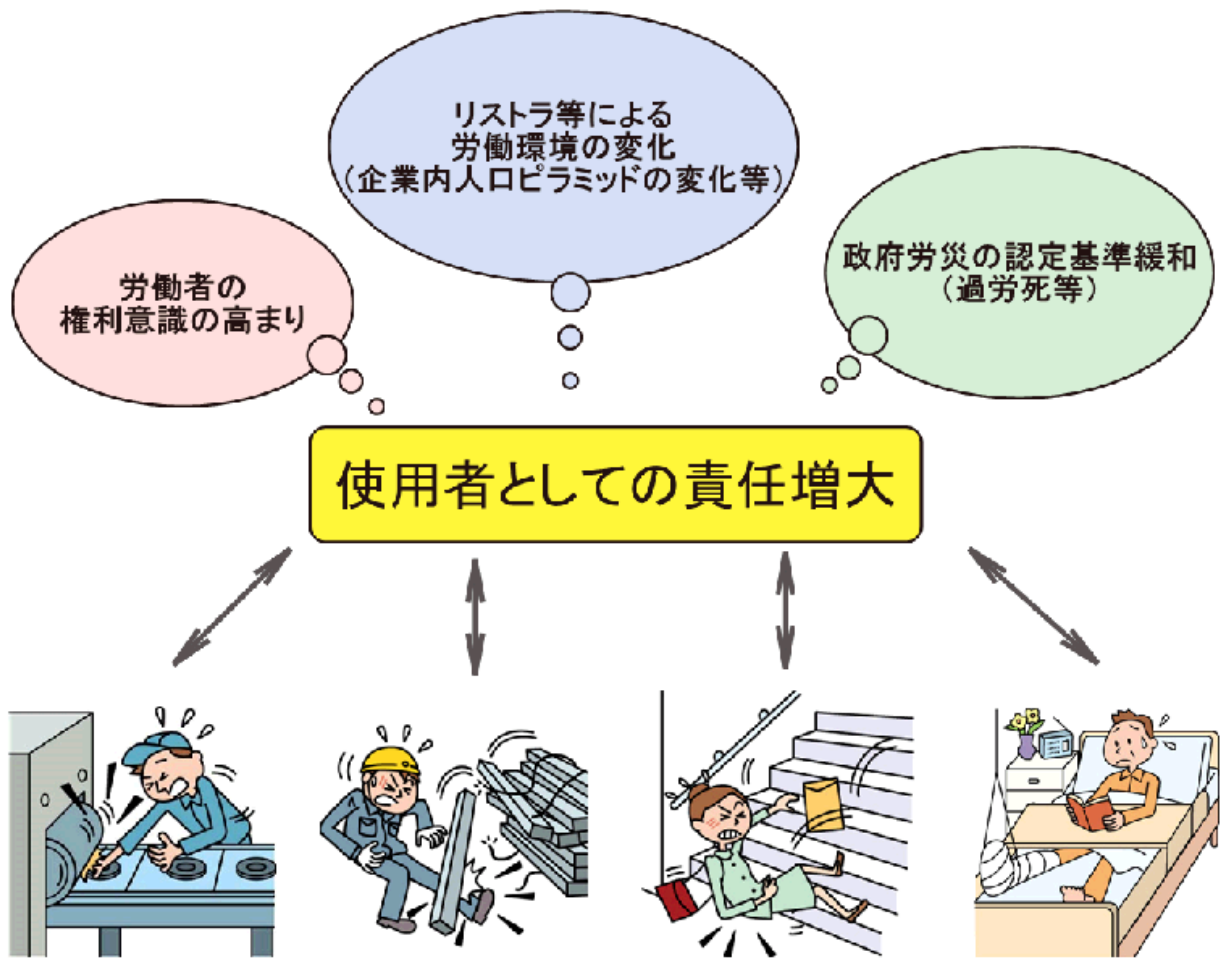 リストラ等による
労働環境の変化
（企業内人口ピラミッドの変化等）
労働者の
権利意識の高まり
政府労災の認定基準緩和
（過労死等）
使用者としての責任増大